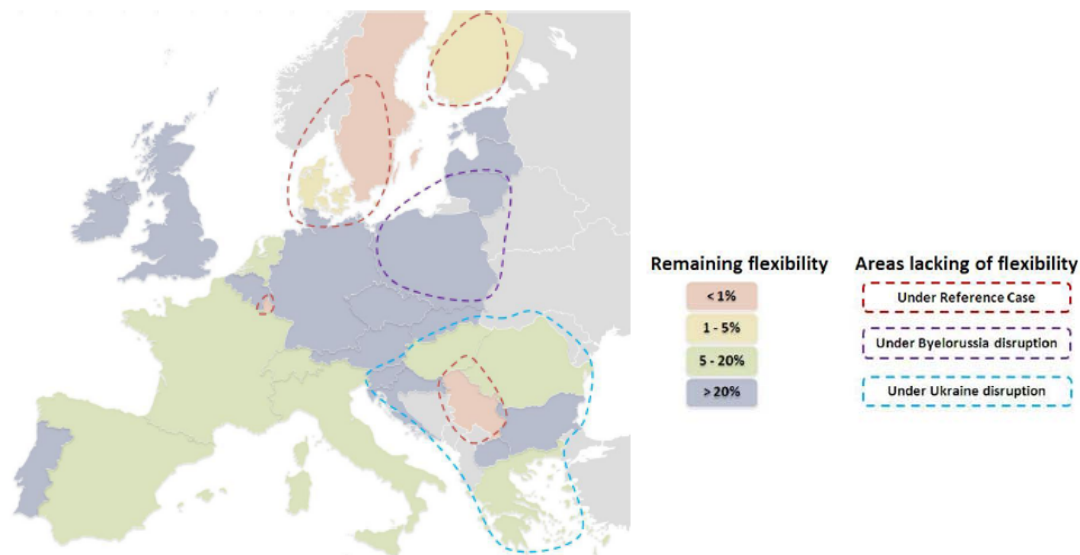 Remaining flexibility
Areas lacking of flexibility
< 1%
Under Reference Case
1 - 5%
Under Byelorussia disruption
5 - 20%
> 20%
Under Ukraine disruption